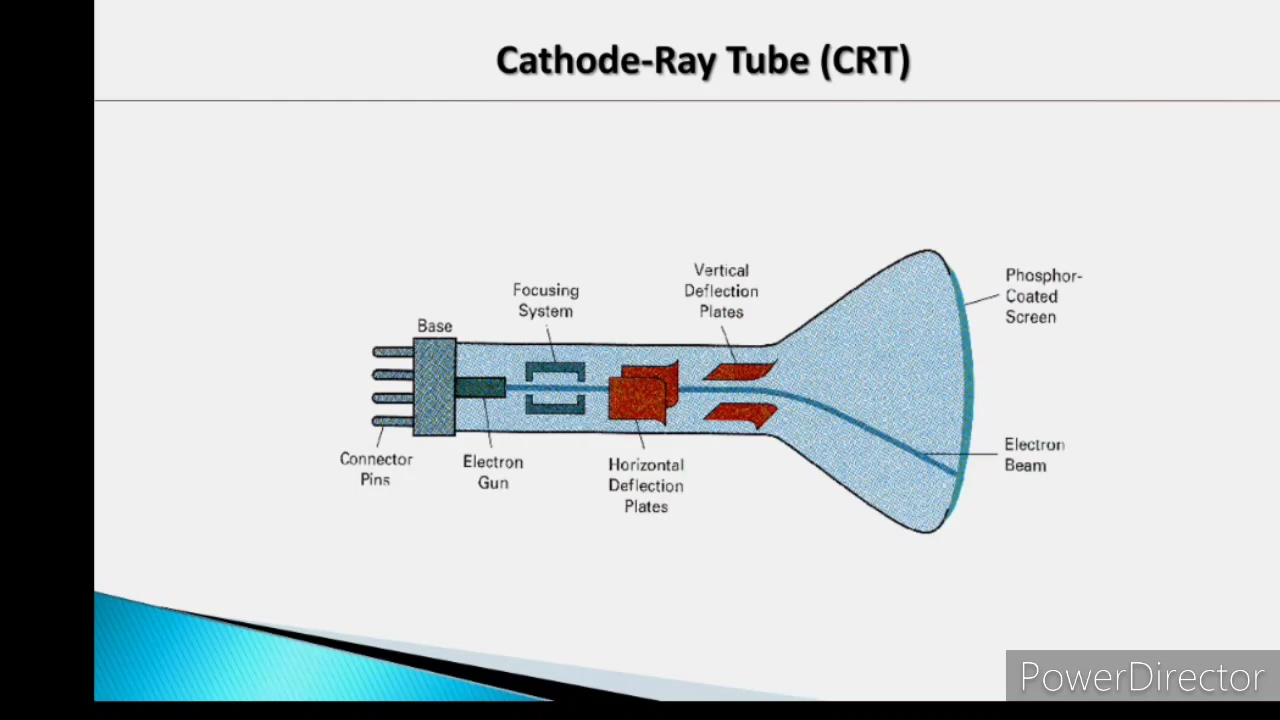 Cathode-Ray Tube (CRT)
Vertical
Deflection
Plates
Phosphor-
Coated
Screen
Focusing
System
Base
Connector
Pins
Electron
Gun
Horizontal
Deflection
Plates
Electron
Beam
PowerDirector